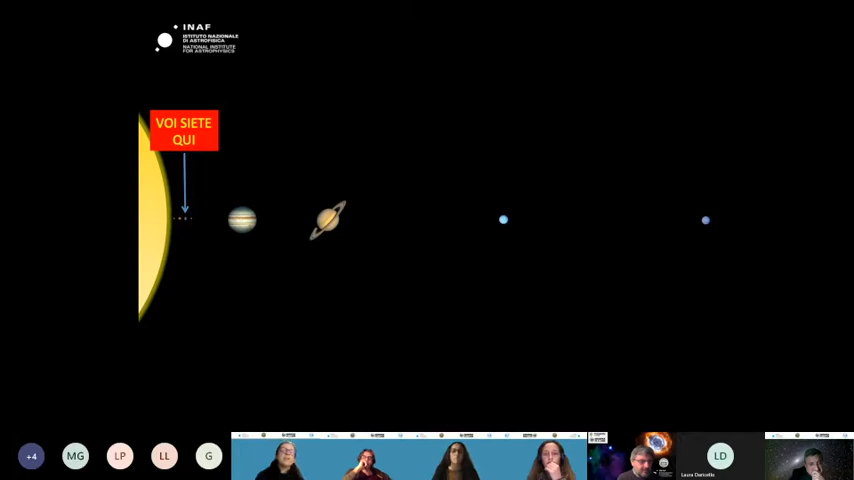 INAF
ISTITUTO NAZIONALE
DI ASTROFISICA
NATIONAL INSTITUTE
FOR ASTROPHYSICS
VOI SIETE
QUI
+4
MG
LP
LL
G
LD
Laura Daricello